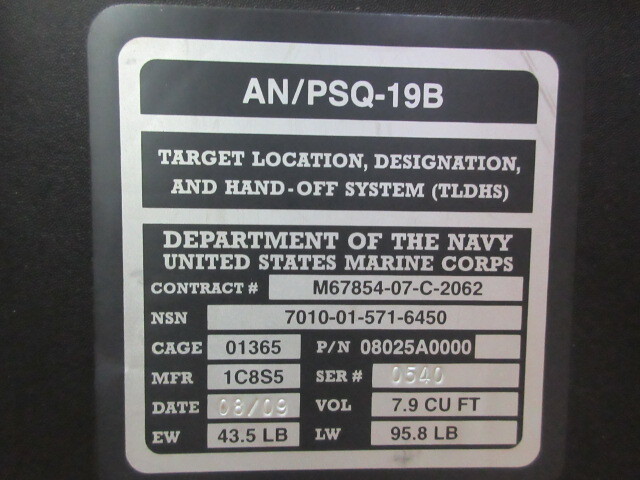 AN/PSQ-19B
TARGET LOCATION, DESIGNATION,
AND HAND-OFF SYSTEM (TLDHS)
DEPARTMENT OF THE NAVY
UNITED STATES MARINE CORPS
CONTRACT # M67854-07-C-2062
NSN 7010-01-571-6450
CAGE 01365 P/N 08025A0000
MFR 1C8S5 SER # 0540
DATE 08/09 VOL 7.9 CU FT
EW 43.5 LB LW 95.8 LB